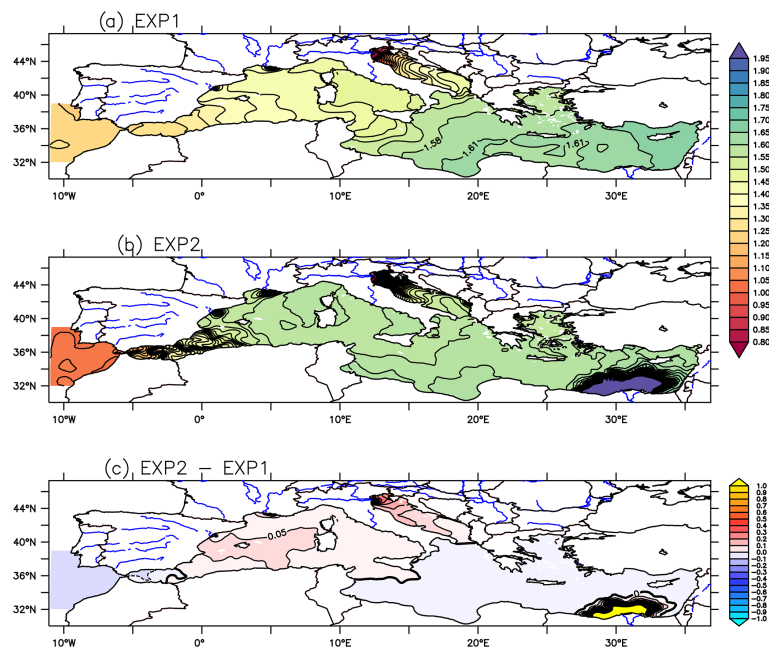 (a) EXP1
44°N
40°N
36°N
32°N
1.58
1.61
1.61
10°W
0°
10°E
20°E
30°E
1.95
1.90
1.85
1.80
1.75
1.70
1.65
1.60
1.55
1.50
1.45
1.40
1.35
1.30
1.25
1.20
1.15
1.10
1.05
1.00
0.95
0.90
0.85
0.80
(b) EXP2
44°N
40°N
36°N
32°N
10°W
0°
10°E
20°E
30°E
(c) EXP2 – EXP1
44°N
40°N
36°N
32°N
0.05
10°W
0°
10°E
20°E
30°E
1.0
0.9
0.8
0.7
0.6
0.5
0.4
0.3
0.2
0.1
0.0
-0.1
-0.2
-0.3
-0.4
-0.5
-0.6
-0.7
-0.8
-0.9
-1.0